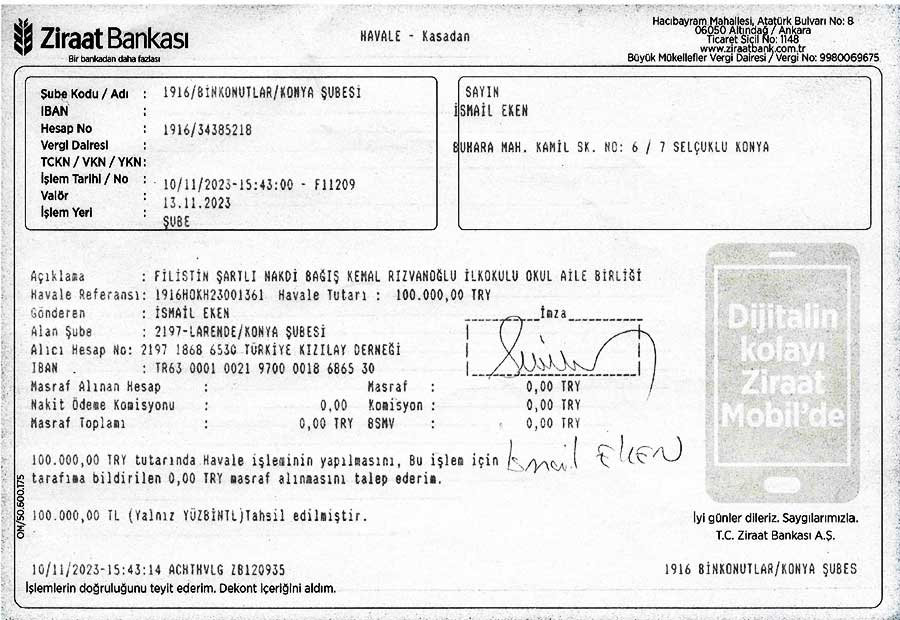 Ziraat Bankası
Bir bankadan daha fazlası
HAVALE - Kasadan
Hacıbayram Mahallesi, Atatürk Bulvarı No: 8
06050 Altındağ / Ankara
Ticaret Sicil No: 1148
www.ziraatbank.com.tr
Büyük Mükellefler Vergi Dairesi / Vergi No: 9980069675
Şube Kodu / Adı : 1916/BİNKONUTLAR/KONYA ŞUBESİ
IBAN :
Hesap No : 1916/34385218
Vergi Dairesi :
TCKN / VKN / YKN:
İşlem Tarihi / No : 10/11/2023-15:43:00 - F11209
Valör : 13.11.2023
İşlem Yeri : ŞUBE
SAYIN
İSMAİL EKEN
BUHARA MAH. KAMİL SK. NO: 6 / 7 SELÇUKLU KONYA
Açıklama : FİLİSTİN ŞARTLI NAKDİ BAĞIŞ KEMAL RIZVANOĞLU İLKOKULU OKUL AİLE BİRLİĞİ
Havale Referansı: 1916HOKH23001361 Havale Tutarı : 100.000,00 TRY
Gönderen : İSMAİL EKEN
Alan Şube : 2197-LARENDE/KONYA ŞUBESİ
Alıcı Hesap No: 2197 1868 6530 TÜRKİYE KIZILAY DERNEĞİ
IBAN . : TR63 0001 0021 9700 0018 6865 30
Masraf Alınan Hesap : Masraf : 0,00 TRY
Nakit Ödeme Komisyonu : 0,00 Komisyon : 0,00 TRY
Masraf Toplamı : 0,00 TRY BSMV : 0,00 TRY
İmza
100.000,00 TRY tutarında Havale işleminin yapılmasını, Bu işlem için
tarafıma bildirilen 0,00 TRY masraf alınmasını talep ederim.
İsmail EKEN
100.000,00 TL (Yalnız YÜZBİNTL)Tahsil edilmiştir.
Dijitalin
kolayı
Ziraat
Mobil'de
İyi günler dileriz. Saygılarımızla.
T.C. Ziraat Bankası A.Ş.
OM/50.600.175
10/11/2023-15:43:14 ACHTHVLG ZB120935
1916 BİNKONUTLAR/KONYA ŞUBES
İşlemlerin doğruluğunu teyit ederim. Dekont içeriğini aldım.